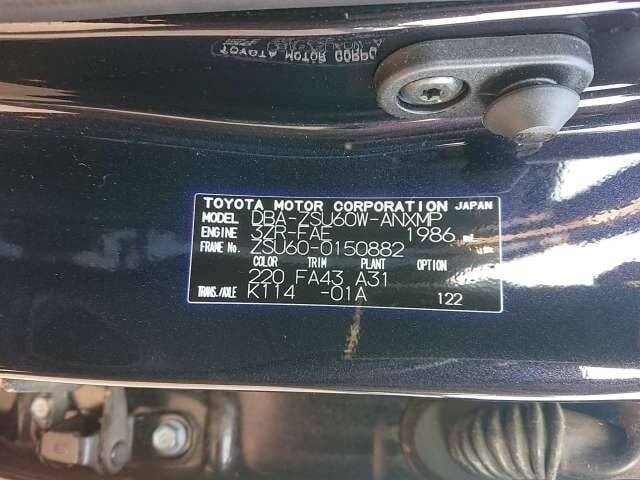 TOYOTA MOTOR CORPORATION JAPAN
MODEL DBA-ZSU60W-ANXMP
ENGINE 3ZR-FAE 1986 mL
FRAME No. ZSU60-0150882
COLOR TRIM PLANT OPTION
220 FA43 A31
TRANS./AXLE K114 -01A 122